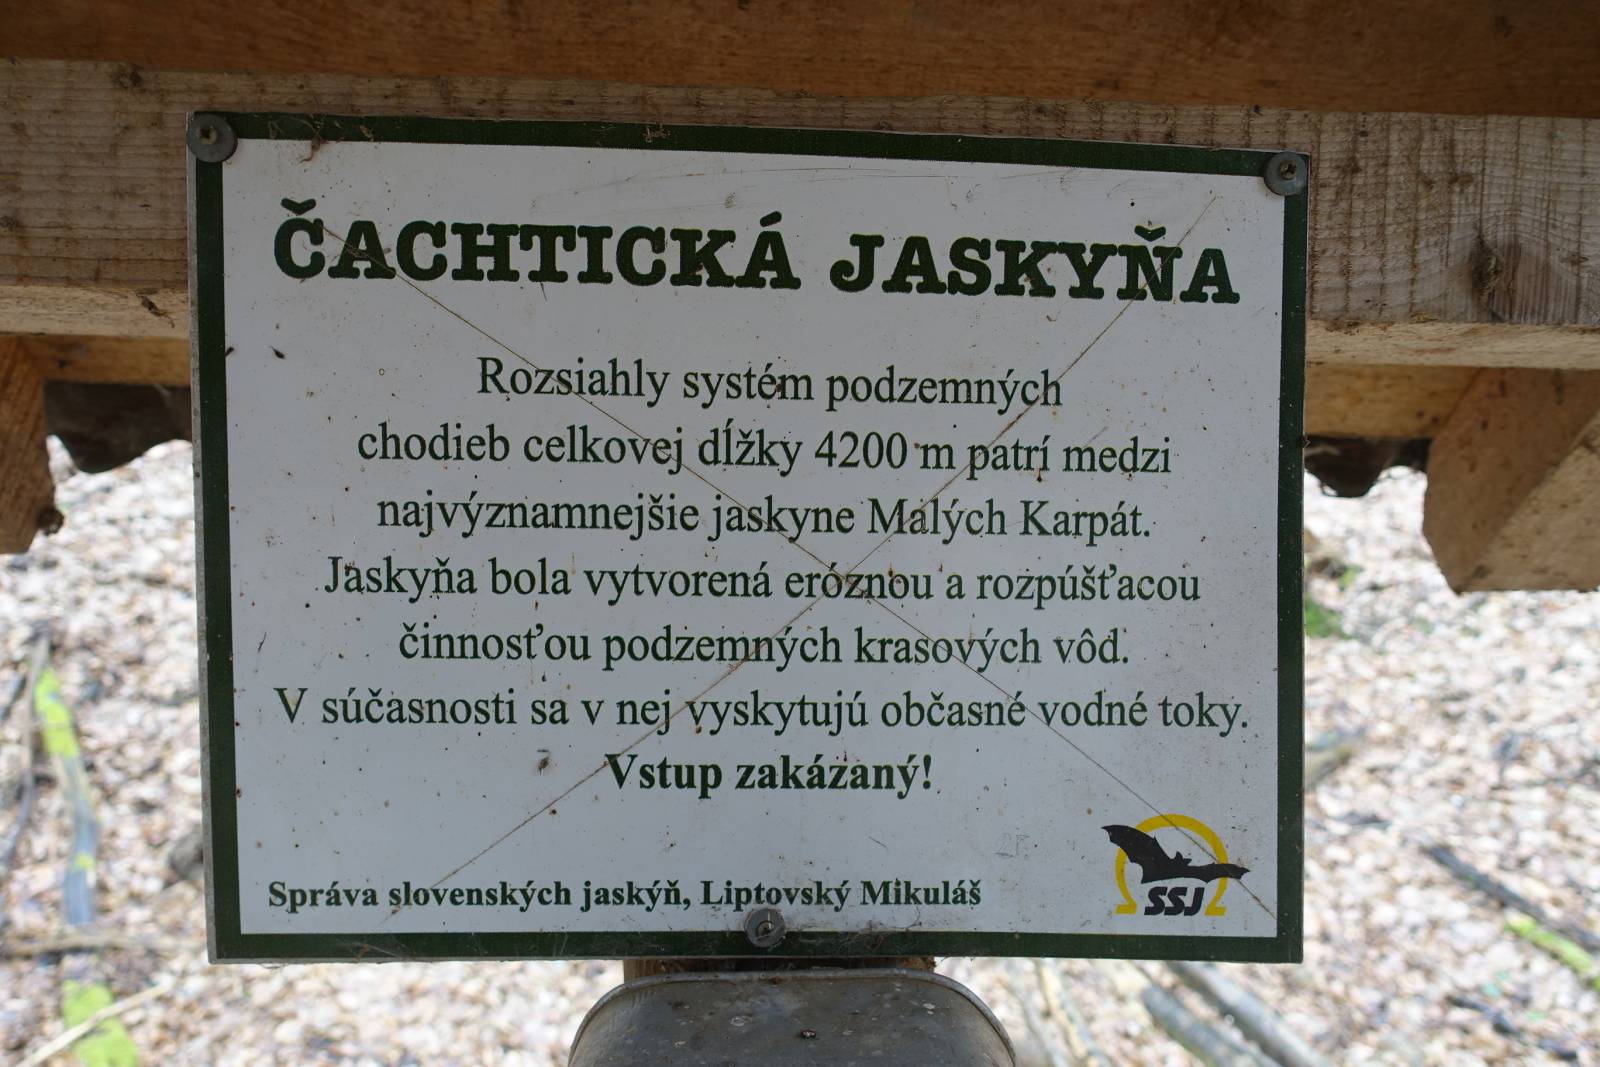 ČACHTICKÁ JASKYŇA
Rozsiahly systém podzemných
chodieb celkovej dĺžky 4200 m patrí medzi
najvýznamnejšie jaskyne Malých Karpát.
Jaskyňa bola vytvorená eróznou a rozpúšťacou
činnosťou podzemných krasových vôd.
V súčasnosti sa v nej vyskytujú občasné vodné toky.
Vstup zakázaný!
Správa slovenských jaskýň, Liptovský Mikuláš
SSJ